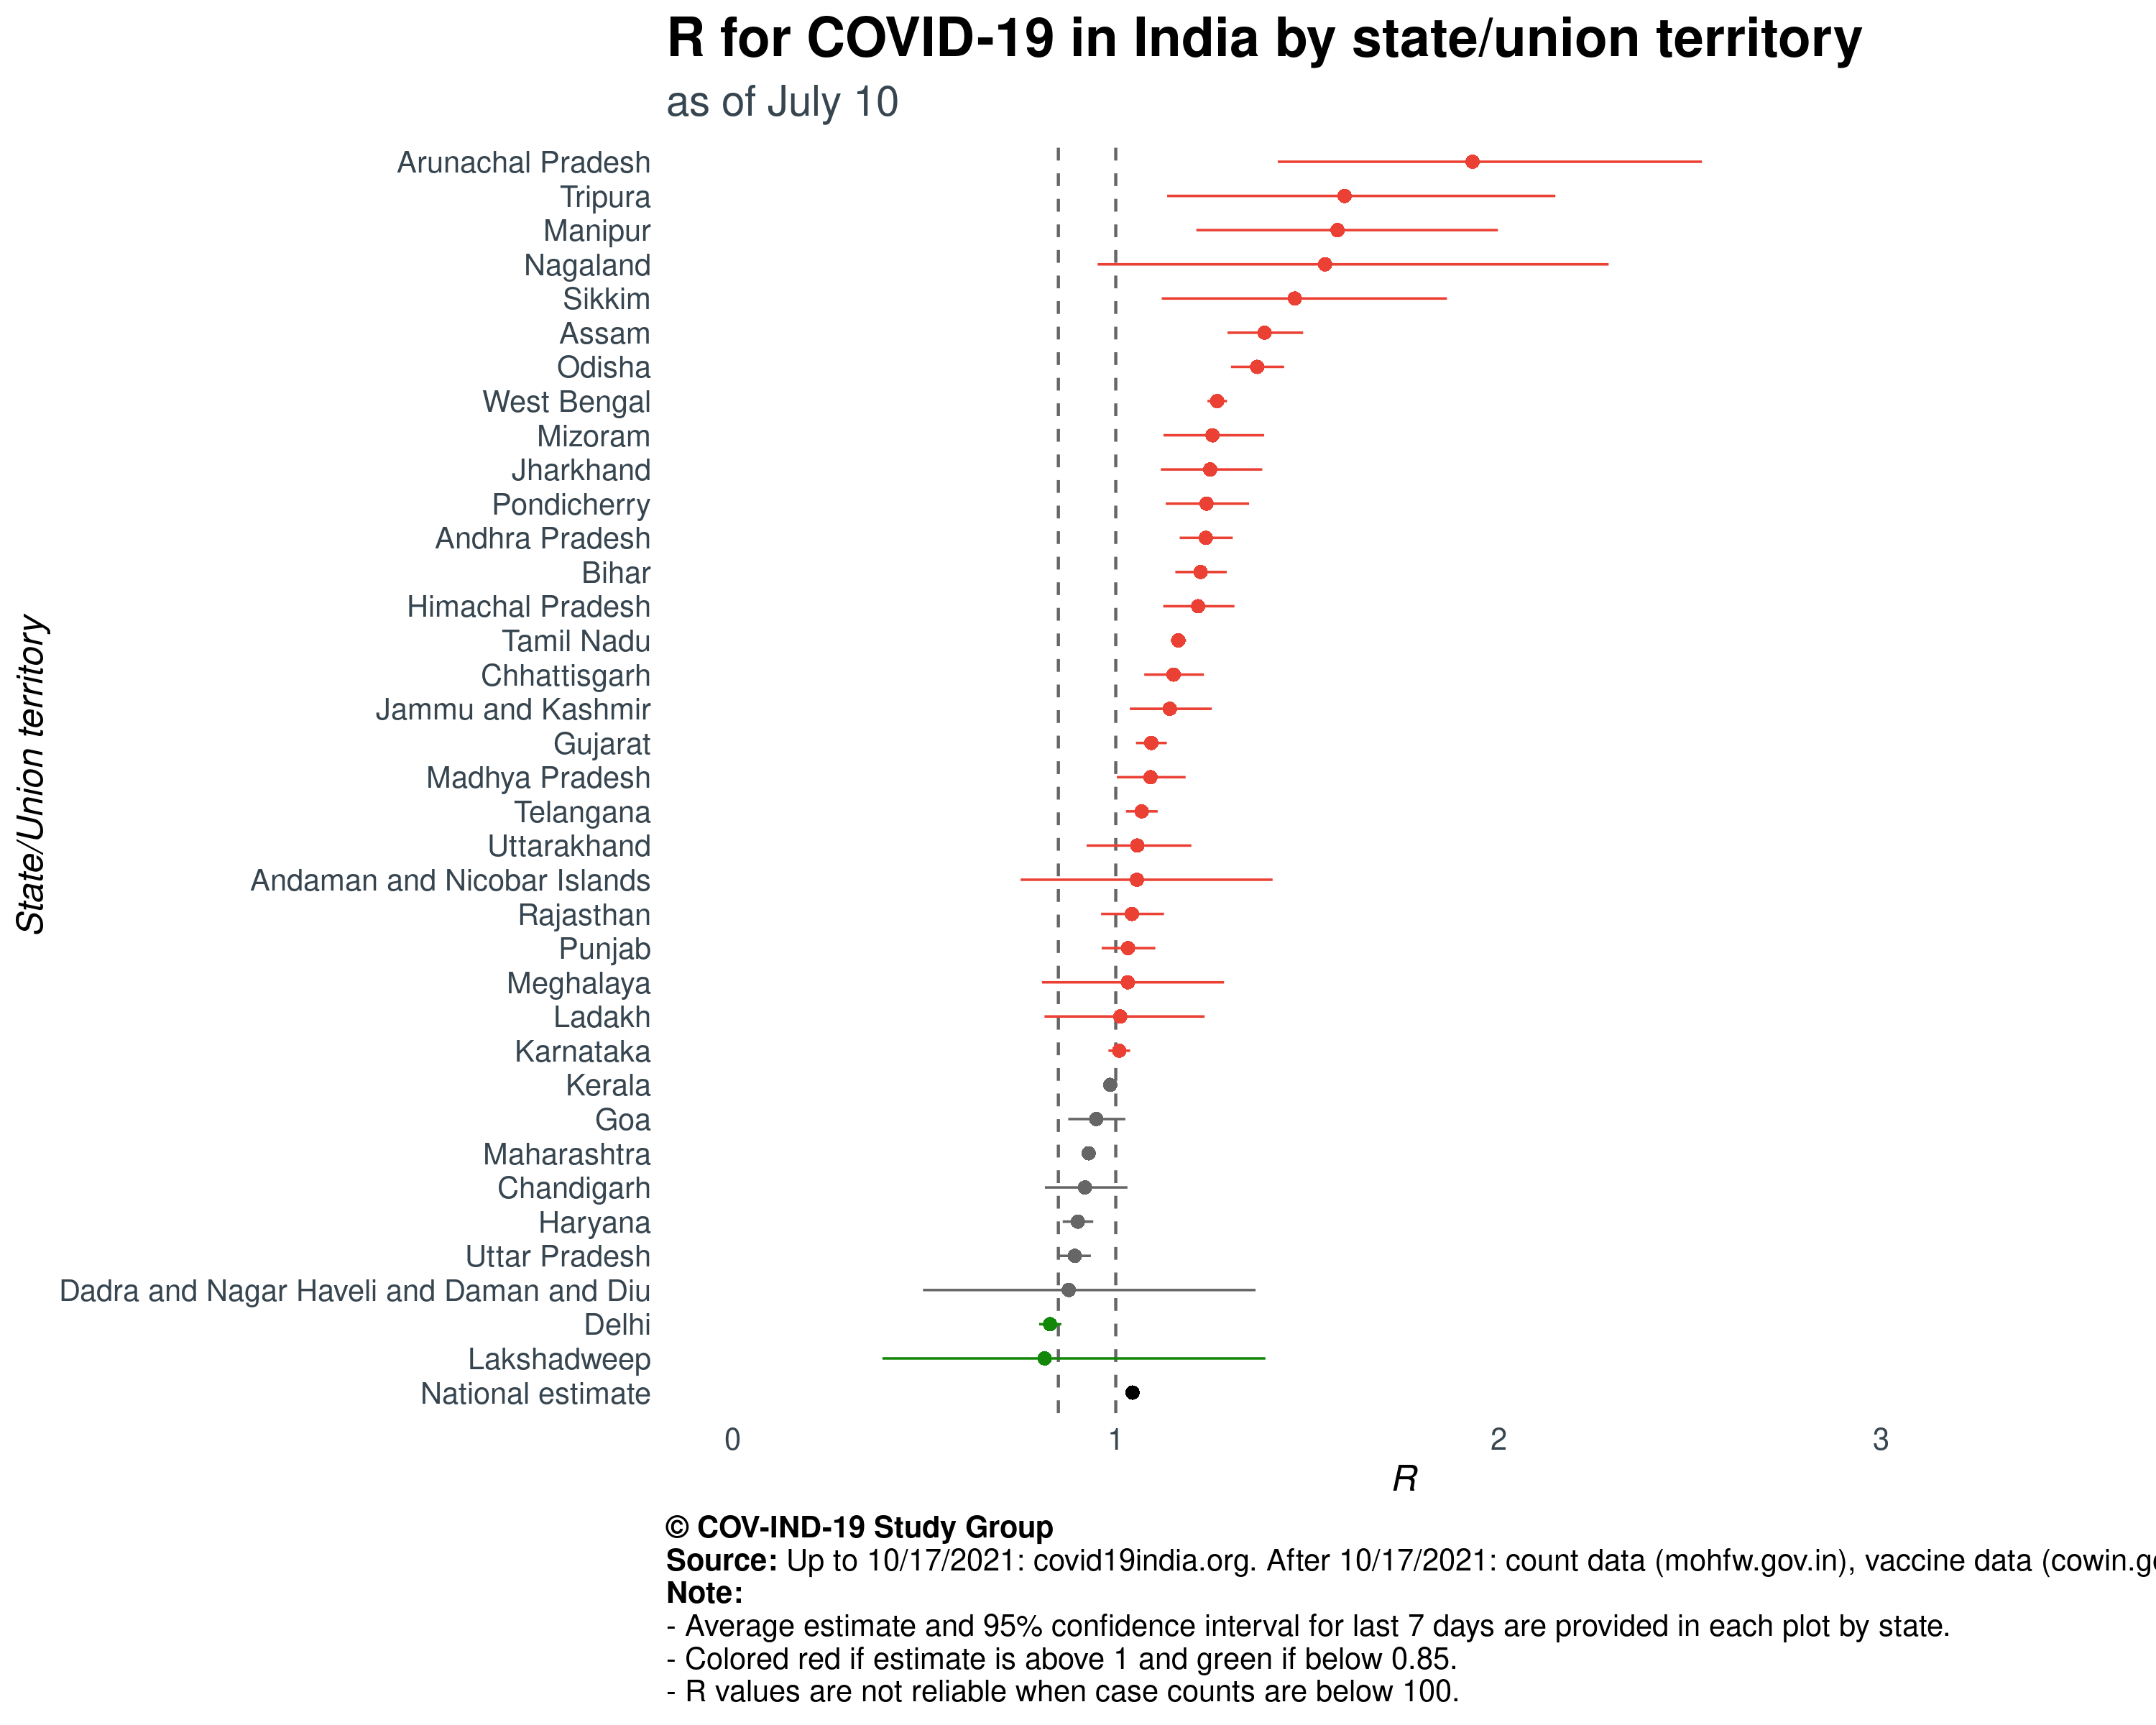 R for COVID-19 in India by state/union territory
as of July 10
Arunachal Pradesh
Tripura
Manipur
Nagaland
Sikkim
Assam
Odisha
West Bengal
Mizoram
Jharkhand
Pondicherry
Andhra Pradesh
Bihar
Himachal Pradesh
Tamil Nadu
Chhattisgarh
Jammu and Kashmir
Gujarat
Madhya Pradesh
Telangana
Uttarakhand
Andaman and Nicobar Islands
Rajasthan
Punjab
Meghalaya
Ladakh
Karnataka
Kerala
Goa
Maharashtra
Chandigarh
Haryana
Uttar Pradesh
Dadra and Nagar Haveli and Daman and Diu
Delhi
Lakshadweep
National estimate
State/Union territory
0 1 2 3
R
© COV-IND-19 Study Group
Source: Up to 10/17/2021: covid19india.org. After 10/17/2021: count data (mohfw.gov.in), vaccine data
Note:
- Average estimate and 95% confidence interval for last 7 days are provided in each plot by state.
- Colored red if estimate is above 1 and green if below 0.85.
- R values are not reliable when case counts are below 100.